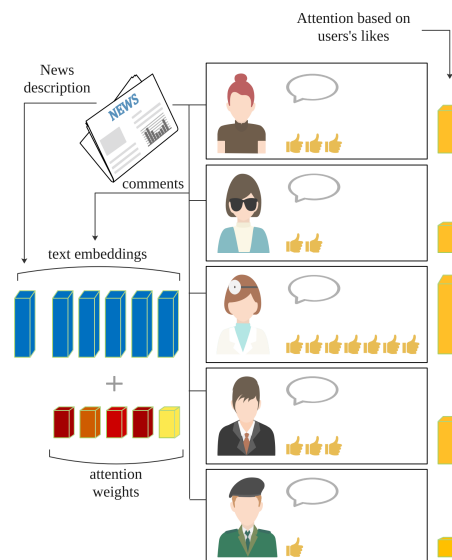 Attention based on
users's likes
News
description
NEWS
comments
text embeddings
+
attention
weights